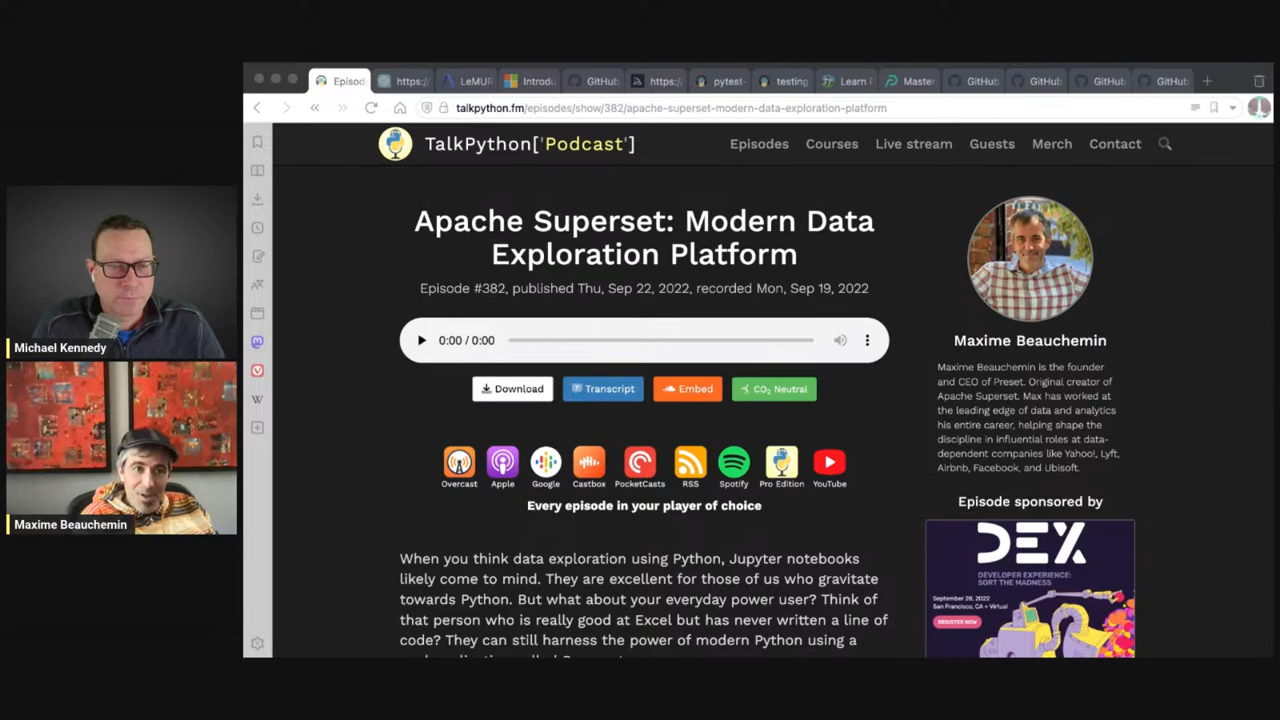 Episod
https:/
LeMUR
Introdu
GitHub
https:/
pytest-
testing
Learn
Master
GitHub
GitHub
GitHub
GitHub
talkpython.fm/episodes/show/382/apache-superset-modern-data-exploration-platform
TalkPython['Podcast']
Episodes Courses Live stream Guests Merch Contact
Apache Superset: Modern Data
Exploration Platform
Episode #382, published Thu, Sep 22, 2022, recorded Mon, Sep 19, 2022
0:00 / 0:00
Download Transcript Embed CO₂ Neutral
Overcast Apple Google Castbox PocketCasts RSS Spotify Pro Edition YouTube
Every episode in your player of choice
When you think data exploration using Python, Jupyter notebooks
likely come to mind. They are excellent for those of us who gravitate
towards Python. But what about your everyday power user? Think of
that person who is really good at Excel but has never written a line of
code? They can still harness the power of modern Python using a
Maxime Beauchemin
Maxime Beauchemin is the founder
and CEO of Preset. Original creator of
Apache Superset. Max has worked at
the leading edge of data and analytics
his entire career, helping shape the
discipline in influential roles at data-
dependent companies like Yahoo!, Lyft,
Airbnb, Facebook, and Ubisoft.
Episode sponsored by
DEX
DEVELOPER EXPERIENCE:
SORT THE MADNESS
September 28, 2022
San Francisco, CA + Virtual
REGISTER NOW
Michael Kennedy
Maxime Beauchemin